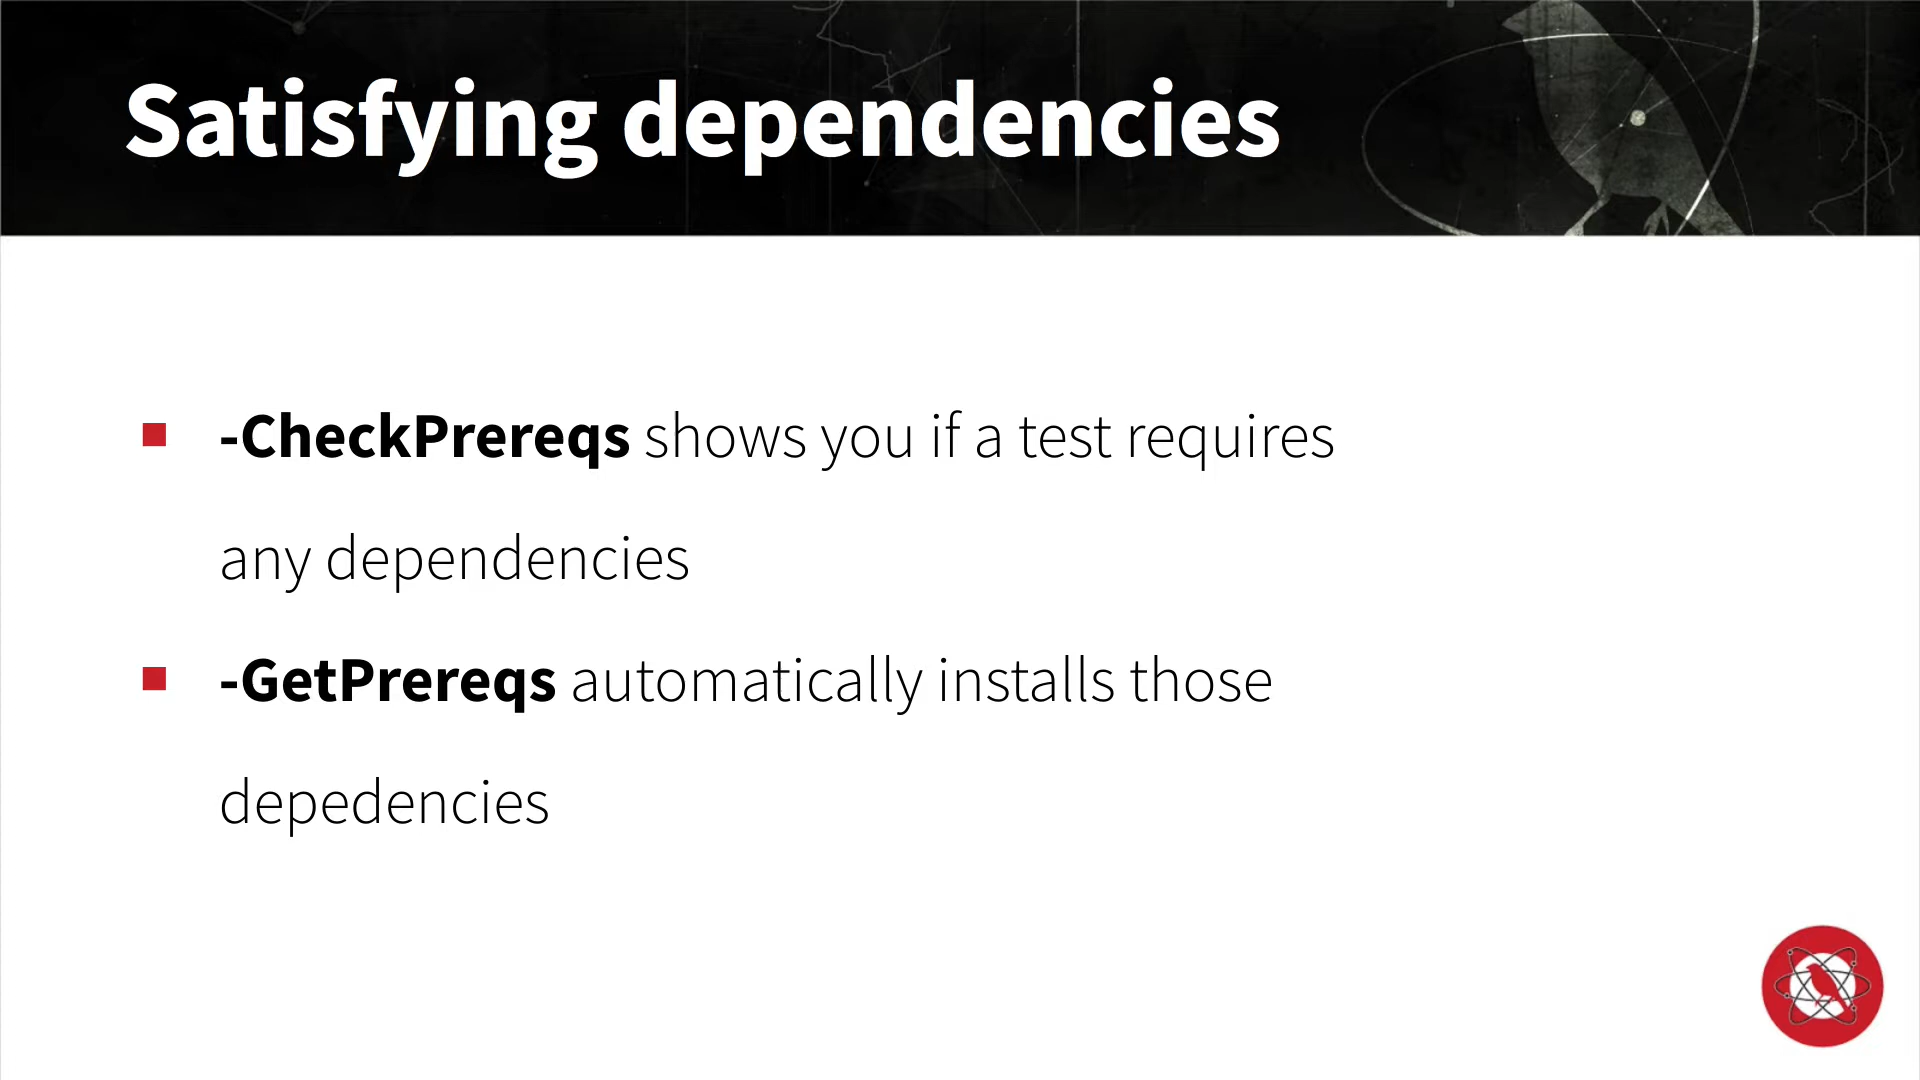 Satisfying dependencies
-CheckPrereqs shows you if a test requires
any dependencies
-GetPrereqs automatically installs those
depedencies